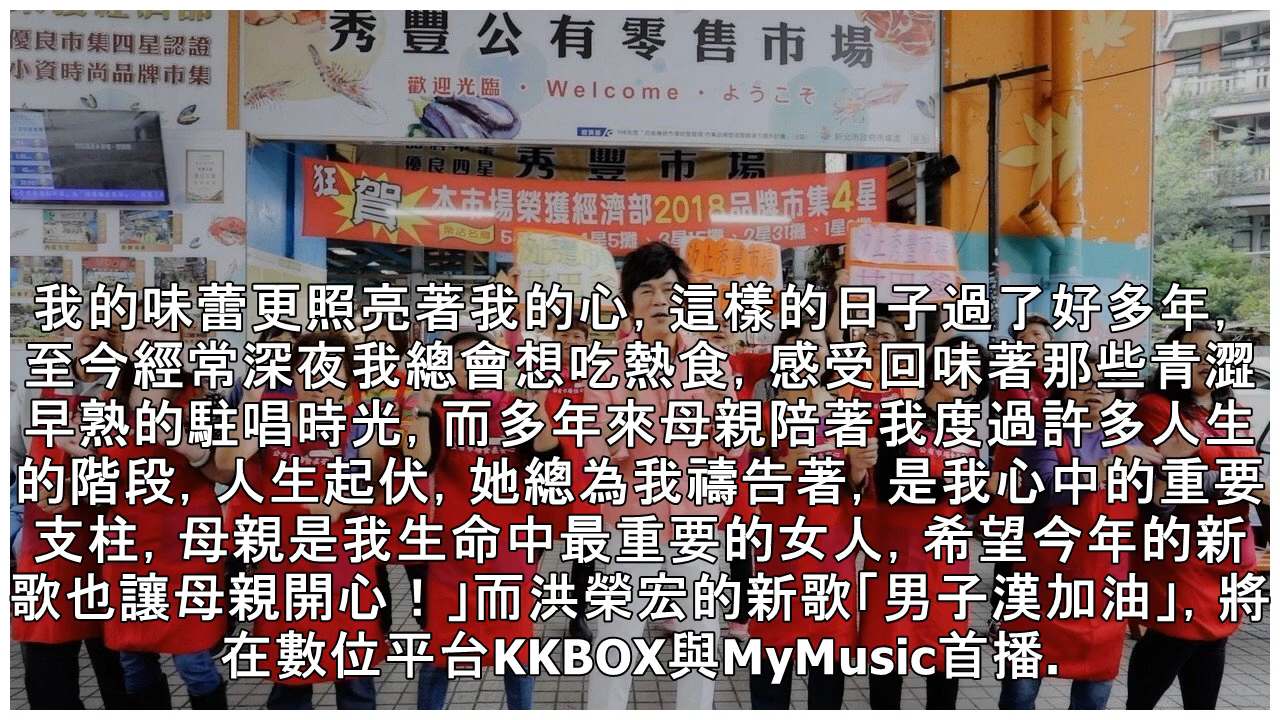 優良市集四星認證
小資時尚品牌市集
秀豐公有零售市場
歡迎光臨・Welcome・ようこそ
新北市政府市場處
優良四星
秀豐市場
狂賀
本市場榮獲經濟部2018品牌市集4星
我的味蕾更照亮著我的心, 這樣的日子過了好多年,
至今經常深夜我總會想吃熱食, 感受回味著那些青澀
早熟的駐唱時光, 而多年來母親陪著我度過許多人生
的階段, 人生起伏, 她總為我禱告著, 是我心中的重要
支柱, 母親是我生命中最重要的女人, 希望今年的新
歌也讓母親開心！」而洪榮宏的新歌「男子漢加油」, 將
在數位平台KKBOX與MyMusic首播.